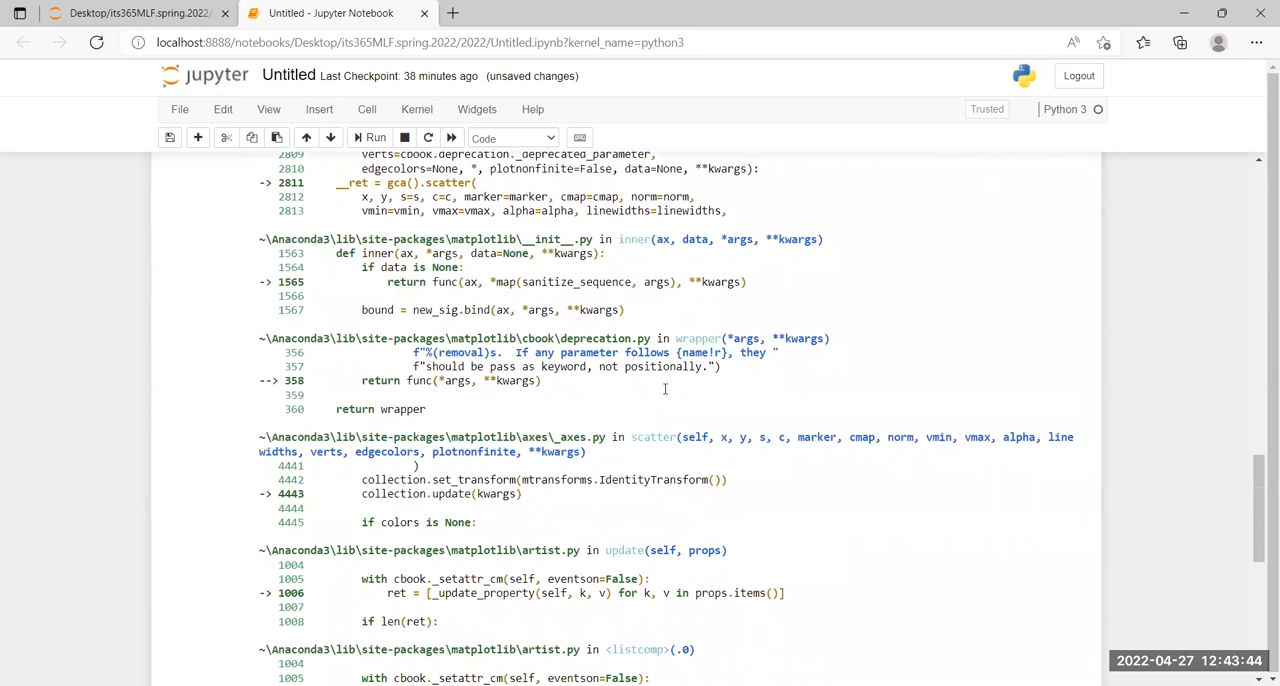 Desktop/its365MLF.spring.2022/
Untitled - Jupyter Notebook
localhost:8888/notebooks/Desktop/its365MLF.spring.2022/2022/Untitled.ipynb?kernel_name=python3
jupyter Untitled Last Checkpoint: 38 minutes ago (unsaved changes)
Logout
File Edit View Insert Cell Kernel Widgets Help
Trusted
Python 3
Run
Code
2809 verts=cbook.deprecation._deprecated_parameter,
2810 edgecolors=None, *, plotnonfinite=False, data=None, **kwargs):
-> 2811 __ret = gca().scatter(
2812 x, y, s=s, c=c, marker=marker, cmap=cmap, norm=norm,
2813 vmin=vmin, vmax=vmax, alpha=alpha, linewidths=linewidths,
~\Anaconda3\lib\site-packages\matplotlib\__init__.py in inner(ax, data, *args, **kwargs)
1563 def inner(ax, *args, data=None, **kwargs):
1564 if data is None:
-> 1565 return func(ax, *map(sanitize_sequence, args), **kwargs)
1566
1567 bound = new_sig.bind(ax, *args, **kwargs)
~\Anaconda3\lib\site-packages\matplotlib\cbook\deprecation.py in wrapper(*args, **kwargs)
356 f"%(removal)s.  If any parameter follows {name!r}, they "
357 f"should be pass as keyword, not positionally.")
--> 358 return func(*args, **kwargs)
359
360 return wrapper
~\Anaconda3\lib\site-packages\matplotlib\axes\_axes.py in scatter(self, x, y, s, c, marker, cmap, norm, vmin, vmax, alpha, line
widths, verts, edgecolors, plotnonfinite, **kwargs)
4441 )
4442 collection.set_transform(mtransforms.IdentityTransform())
-> 4443 collection.update(kwargs)
4444
4445 if colors is None:
~\Anaconda3\lib\site-packages\matplotlib\artist.py in update(self, props)
1004
1005 with cbook._setattr_cm(self, eventson=False):
-> 1006 ret = [_update_property(self, k, v) for k, v in props.items()]
1007
1008 if len(ret):
~\Anaconda3\lib\site-packages\matplotlib\artist.py in <listcomp>(.0)
1004
1005 with cbook._setattr_cm(self, eventson=False):
2022-04-27 12:43:44